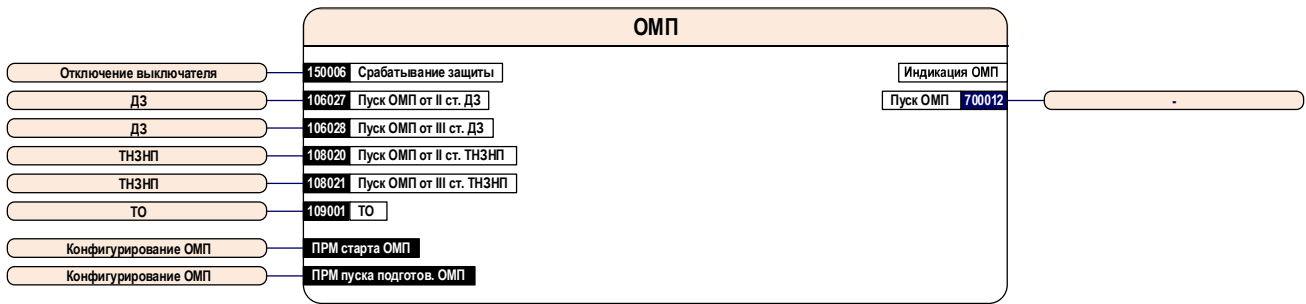 ОМП
Отключение выключателя 150006 Срабатывание защиты Индикация ОМП
ДЗ 106027 Пуск ОМП от II ст. ДЗ Пуск ОМП 700012 -
ДЗ 106028 Пуск ОМП от III ст. ДЗ
ТНЗНП 108020 Пуск ОМП от II ст. ТНЗНП
ТНЗНП 108021 Пуск ОМП от III ст. ТНЗНП
ТО 109001 ТО
Конфигурирование ОМП ПРМ старта ОМП
Конфигурирование ОМП ПРМ пуска подготов. ОМП